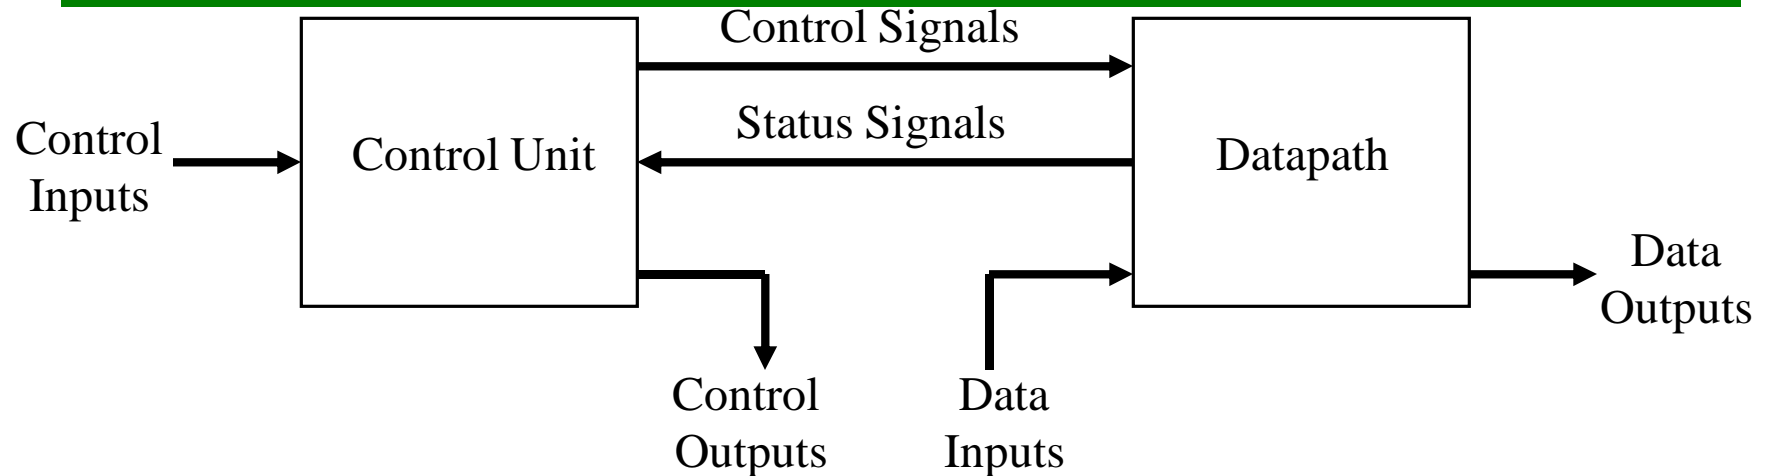 Control Signals
Status Signals
Control
Inputs
Control Unit
Datapath
Data
Outputs
Control
Outputs
Data
Inputs